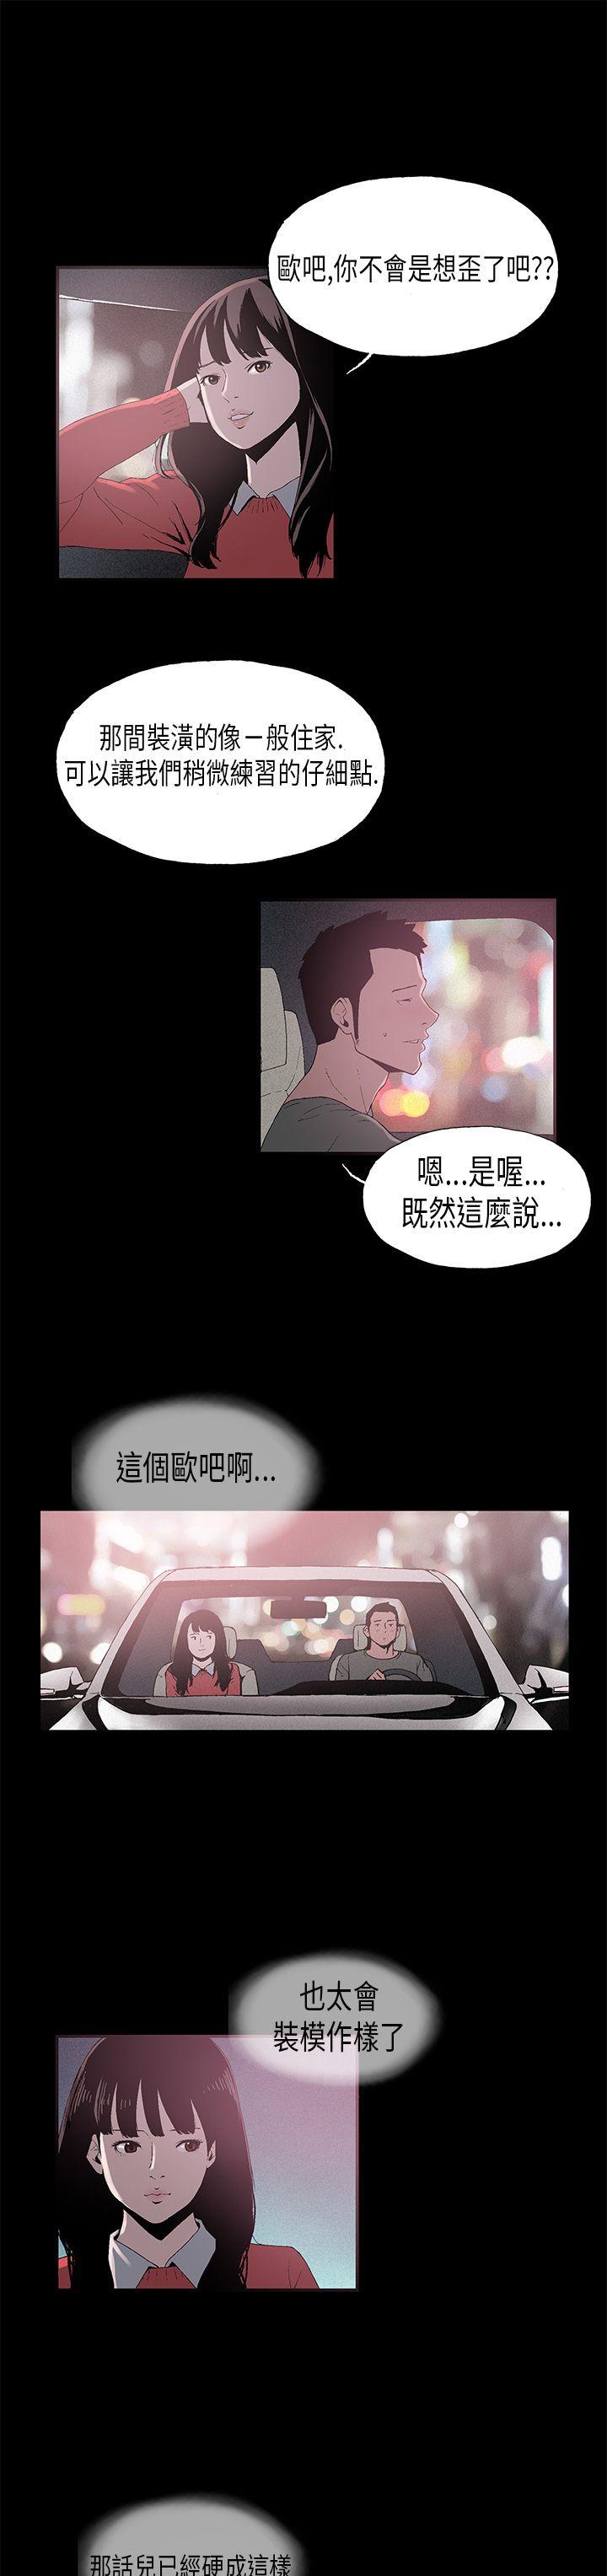 歐吧,你不會是想歪了吧??
那間裝潢的像一般住家.
可以讓我們稍微練習的仔細點.
嗯...是喔...
既然這麼說...
這個歐吧啊...
也太會
裝模作樣了
那話兒已經硬成這樣